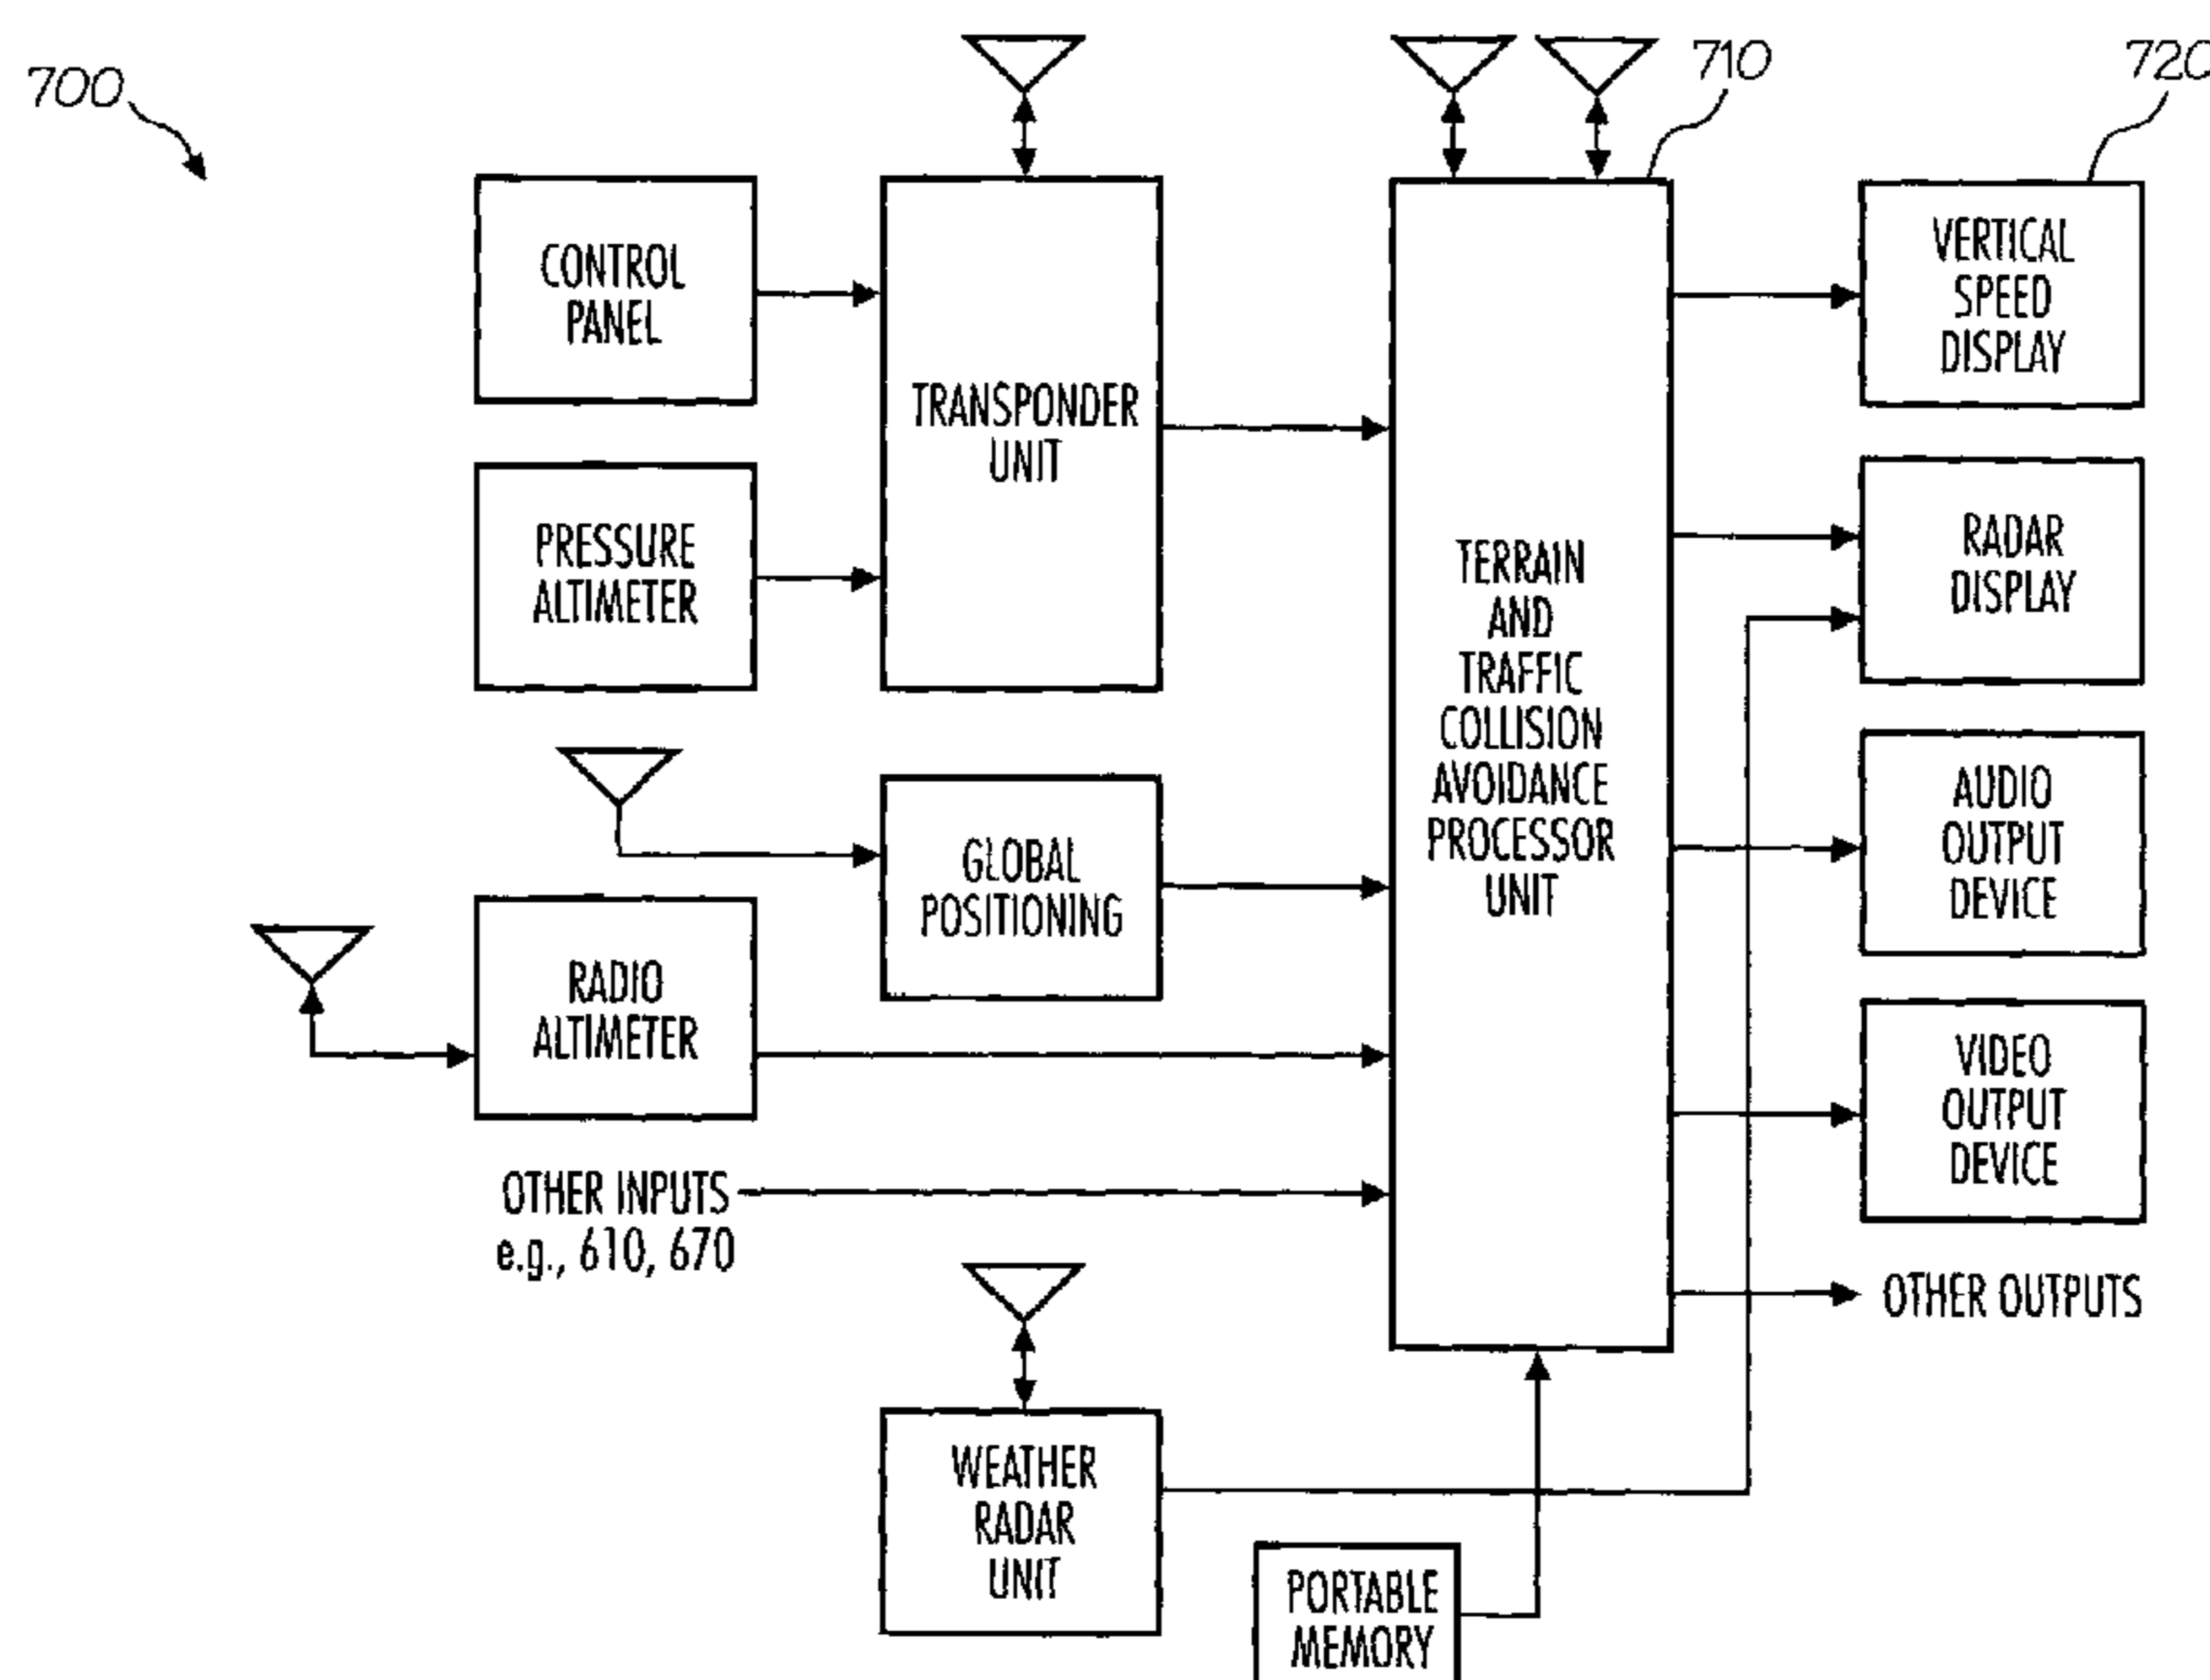 700
710
720
CONTROL
PANEL
TRANSPONDER
UNIT
VERTICAL
SPEED
DISPLAY
PRESSURE
ALTIMETER
TERRAIN
AND
TRAFFIC
COLLISION
AVOIDANCE
PROCESSOR
UNIT
RADAR
DISPLAY
GLOBAL
POSITIONING
AUDIO
OUTPUT
DEVICE
RADIO
ALTIMETER
VIDEO
OUTPUT
DEVICE
OTHER INPUTS
e.g., 610, 670
OTHER OUTPUTS
WEATHER
RADAR
UNIT
PORTABLE
MEMORY